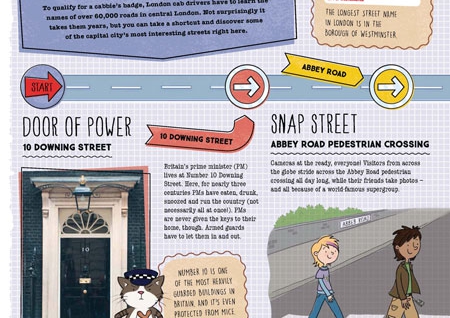 To qualify for a cabbie's badge, London cab drivers have to learn the
names of over 60,000 roads in central London. Not surprisingly it
takes them years, but you can take a shortcut and discover some
of the capital city's most interesting streets right here.
THE LONGEST STREET NAME
IN LONDON IS IN THE
BOROUGH OF WESTMINSTER.
START
ABBEY ROAD
DOOR OF POWER
10 DOWNING STREET
10 DOWNING STREET
Britain's prime minister (PM)
lives at Number 10 Downing
Street. Here, for nearly three
centuries PMs have eaten, drunk,
snoozed and run the country (not
necessarily all at once!). PMs are
never given the keys to their
home, though. Armed guards
have to let them in and out.
10
NUMBER 10 IS ONE
OF THE MOST HEAVILY
GUARDED BUILDINGS IN
BRITAIN, AND IT'S EVEN
PROTECTED FROM MICE.
SNAP STREET
ABBEY ROAD PEDESTRIAN CROSSING
Cameras at the ready, everyone! Visitors from across
the globe stride across the Abbey Road pedestrian
crossing all day long, while their friends take photos –
and all because of a world-famous supergroup.
ABBEY ROAD